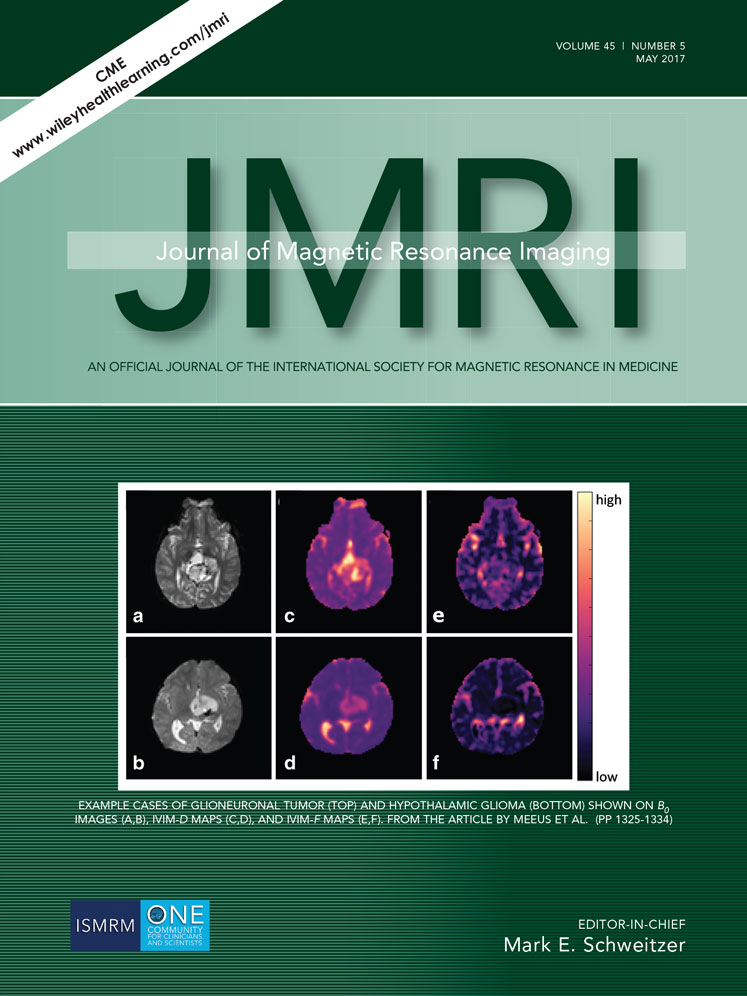 CME
www.wileyhealthlearning.com/jmri
VOLUME 45 | NUMBER 5
MAY 2017
JMRI
Journal of Magnetic Resonance Imaging
AN OFFICIAL JOURNAL OF THE INTERNATIONAL SOCIETY FOR MAGNETIC RESONANCE IN MEDICINE
a
c
e
high
b
d
f
low
EXAMPLE CASES OF GLIONEURONAL TUMOR (TOP) AND HYPOTHALAMIC GLIOMA (BOTTOM) SHOWN ON B0
IMAGES (A,B), IVIM-D MAPS (C,D), AND IVIM-F MAPS (E,F). FROM THE ARTICLE BY MEEUS ET AL. (PP 1325-1334)
ISMRM
ONE
COMMUNITY
FOR CLINICIANS
AND SCIENTISTS
EDITOR-IN-CHIEF
Mark E. Schweitzer